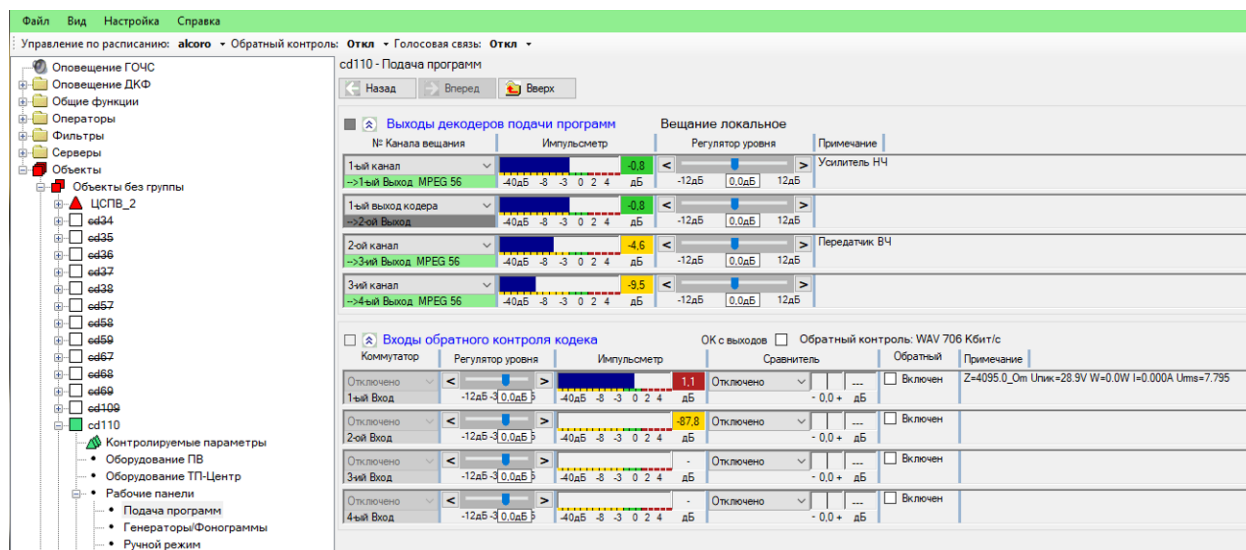 Файл Вид Настройка Справка
Управление по расписанию: alcoro Обратный контроль: Откл Голосовая связь: Откл
Оповещение ГОЧС
Оповещение ДКФ
Общие функции
Операторы
Фильтры
Серверы
Объекты
Объекты без группы
ЦСПВ_2
cd34
cd35
cd36
cd37
cd38
cd57
cd58
cd59
cd67
cd68
cd69
cd109
cd110
Контролируемые параметры
Оборудование ПВ
Оборудование ТП-Центр
Рабочие панели
Подача программ
Генераторы/Фонограммы
Ручной режим
cd110 - Подача программ
Назад Вперед Вверх
Выходы декодеров подачи программ Вещание локальное
№ Канала вещания Импульсметр Регулятор уровня Примечание
1-ый канал -0,8 < > Усилитель НЧ
-->1-ый Выход MPEG 56 -40дБ -8 -3 0 2 4 дБ -12дБ 0,0дБ 12дБ
1-ый выход кодера -0,8 < >
-->2-ой Выход -40дБ -8 -3 0 2 4 дБ -12дБ 0,0дБ 12дБ
2-ой канал -4,6 < > Передатчик ВЧ
-->3-ий Выход MPEG 56 -40дБ -8 -3 0 2 4 дБ -12дБ 0,0дБ 12дБ
3-ий канал -9,5 < >
-->4-ый Выход MPEG 56 -40дБ -8 -3 0 2 4 дБ -12дБ 0,0дБ 12дБ
Входы обратного контроля кодека ОК с выходов Обратный контроль: WAV 706 Кбит/с
Коммутатор Регулятор уровня Импульсметр Сравнитель Обратный Примечание
Отключено < > 1,1 Отключено --- Включен Z=4095.0_Om Uпик=28.9V W=0.0W I=0.000A Urms=7.795
1-ый Вход -12дБ -3 0,0дБ -40дБ -8 -3 0 2 4 дБ - 0,0 + дБ
Отключено < > -87,8 Отключено --- Включен
2-ой Вход -12дБ -3 0,0дБ -40дБ -8 -3 0 2 4 дБ - 0,0 + дБ
Отключено < > - Отключено --- Включен
3-ий Вход -12дБ -3 0,0дБ -40дБ -8 -3 0 2 4 дБ - 0,0 + дБ
Отключено < > - Отключено --- Включен
4-ый Вход -12дБ -3 0,0дБ -40дБ -8 -3 0 2 4 дБ - 0,0 + дБ